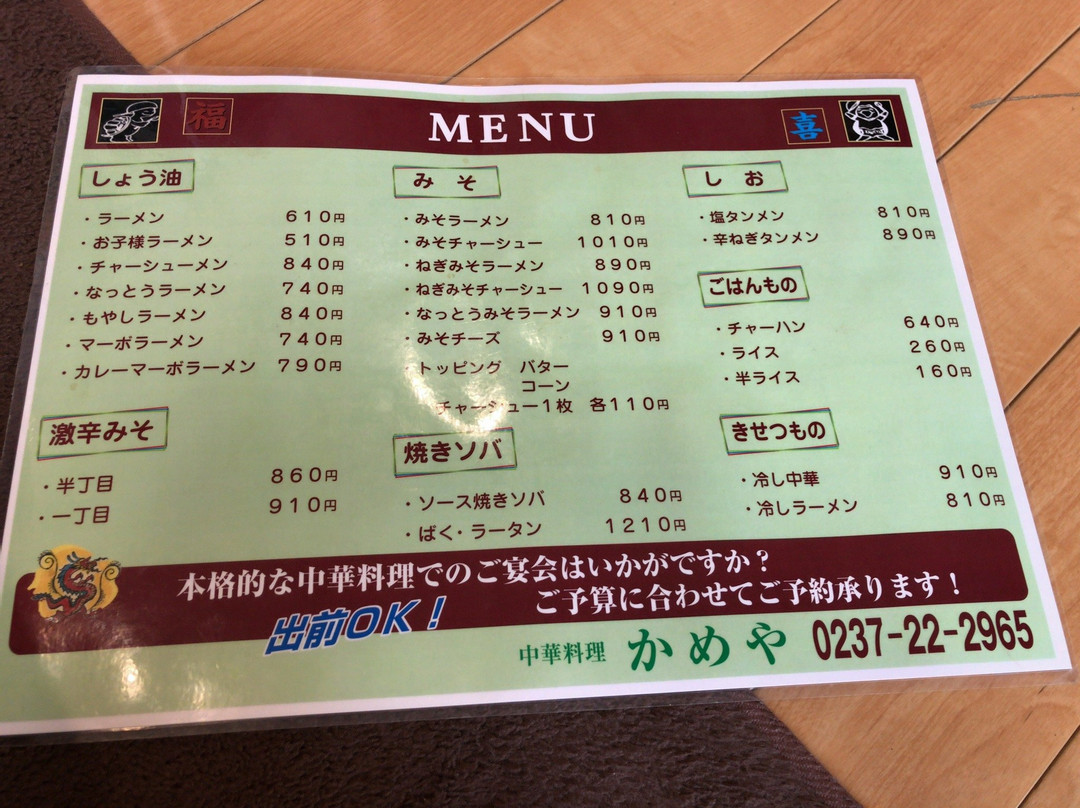 福
MENU
喜
しょう油
・ラーメン 610円
・お子様ラーメン 510円
・チャーシューメン 840円
・なっとうラーメン 740円
・もやしラーメン 840円
・マーボラーメン 740円
・カレーマーボラーメン 790円
激辛みそ
・半丁目 860円
・一丁目 910円
みそ
・みそラーメン 810円
・みそチャーシュー 1010円
・ねぎみそラーメン 890円
・ねぎみそチャーシュー 1090円
・なっとうみそラーメン 910円
・みそチーズ 910円
・トッピング バター
コーン
チャーシュー1枚 各110円
焼きソバ
・ソース焼きソバ 840円
・ばく・ラータン 1210円
しお
・塩タンメン 810円
・辛ねぎタンメン 890円
ごはんもの
・チャーハン 640円
・ライス 260円
・半ライス 160円
きせつもの
・冷し中華 910円
・冷しラーメン 810円
本格的な中華料理でのご宴会はいかがですか？
ご予算に合わせてご予約承ります！
出前OK！
中華料理 かめや 0237-22-2965